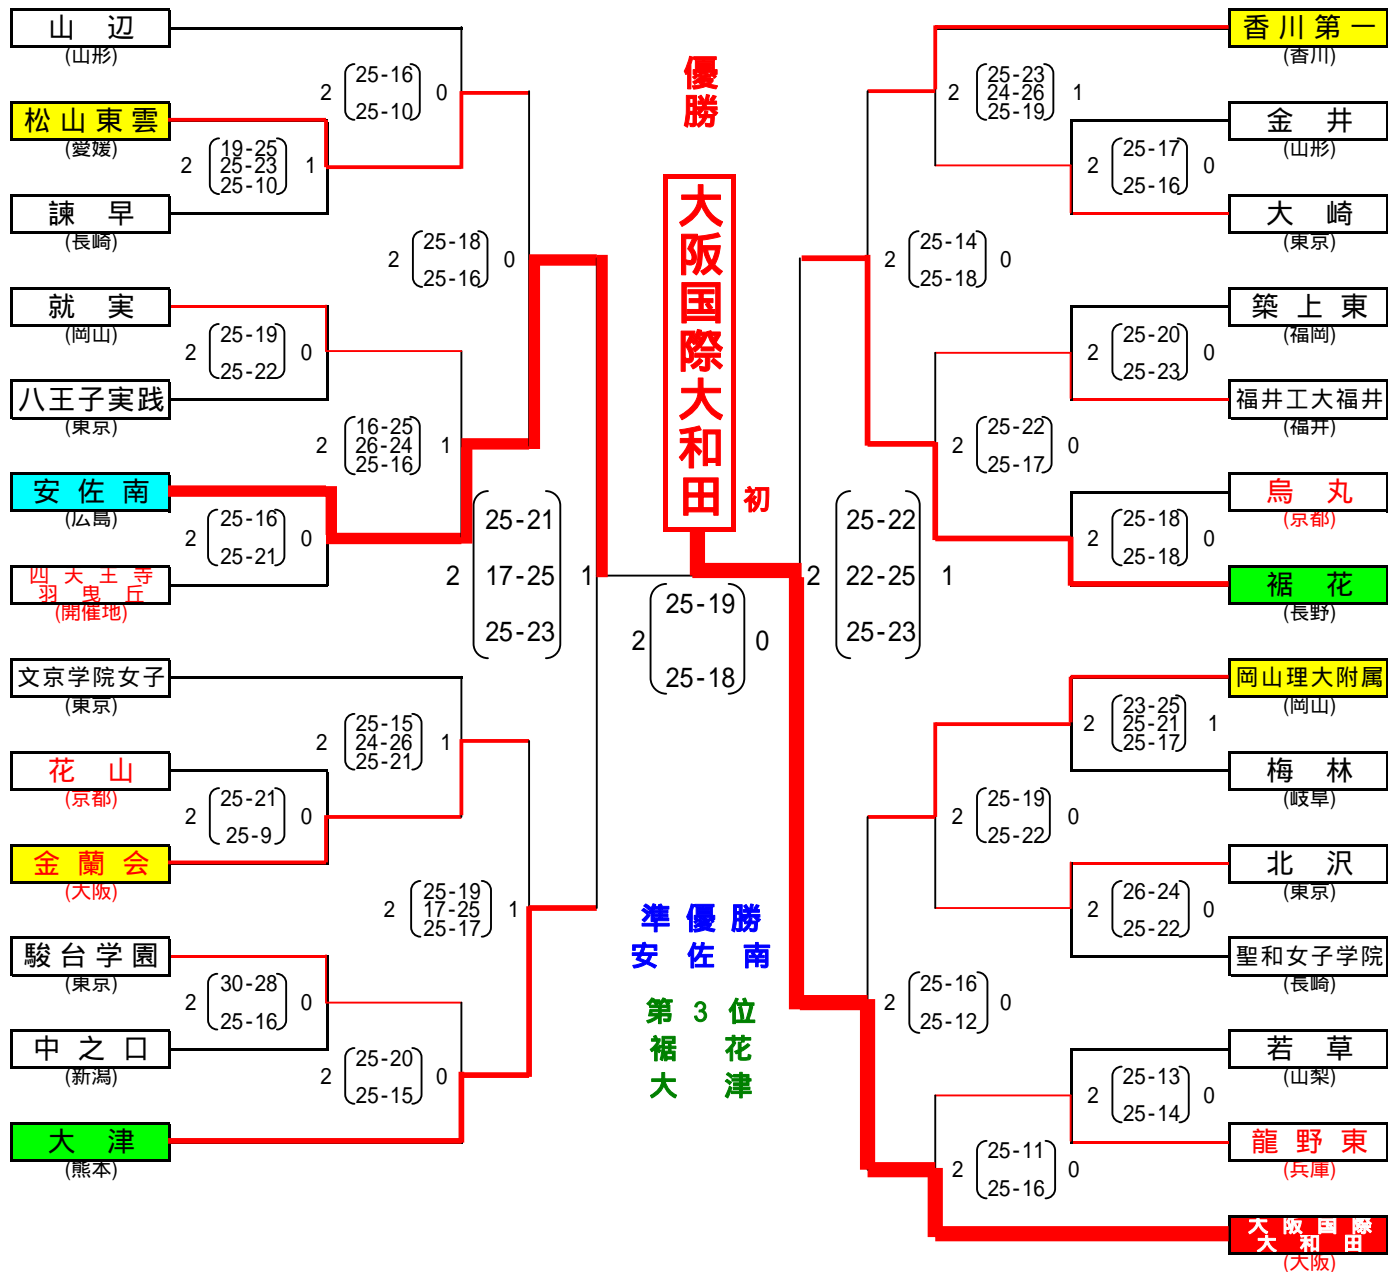 山辺
(山形)
松山東雲
(愛媛)
諫早
(長崎)
就実
(岡山)
八王子実践
(東京)
安佐南
(広島)
四天王寺
羽曳丘
(開催地)
文京学院女子
(東京)
花山
(京都)
金蘭会
(大阪)
駿台学園
(東京)
中之口
(新潟)
大津
(熊本)
2 25-16 0
25-10
2 19-25 1
25-23
25-10
2 25-18 0
25-16
2 25-19 0
25-22
2 16-25 1
26-24
25-16
2 25-16 0
25-21
25-21
2 17-25 1
25-23
2 25-15 1
24-26
25-21
2 25-21 0
25-9
2 25-19 1
17-25
25-17
2 30-28 0
25-16
2 25-20 0
25-15
優勝
大阪国際大和田
初
25-19
2 0
25-18
準優勝
安佐南
第3位
裾花
大津
2 25-23 1
24-26
25-19
2 25-17 0
25-16
2 25-14 0
25-18
2 25-20 0
25-23
2 25-22 0
25-17
2 25-18 0
25-18
25-22
2 22-25 1
25-23
2 23-25 1
25-21
25-17
2 25-19 0
25-22
2 26-24 0
25-22
2 25-16 0
25-12
2 25-13 0
25-14
2 25-11 0
25-16
香川第一
(香川)
金井
(山形)
大崎
(東京)
築上東
(福岡)
福井工大福井
(福井)
烏丸
(京都)
裾花
(長野)
岡山理大附属
(岡山)
梅林
(岐阜)
北沢
(東京)
聖和女子学院
(長崎)
若草
(山梨)
龍野東
(兵庫)
大阪国際
大和田
(大阪)